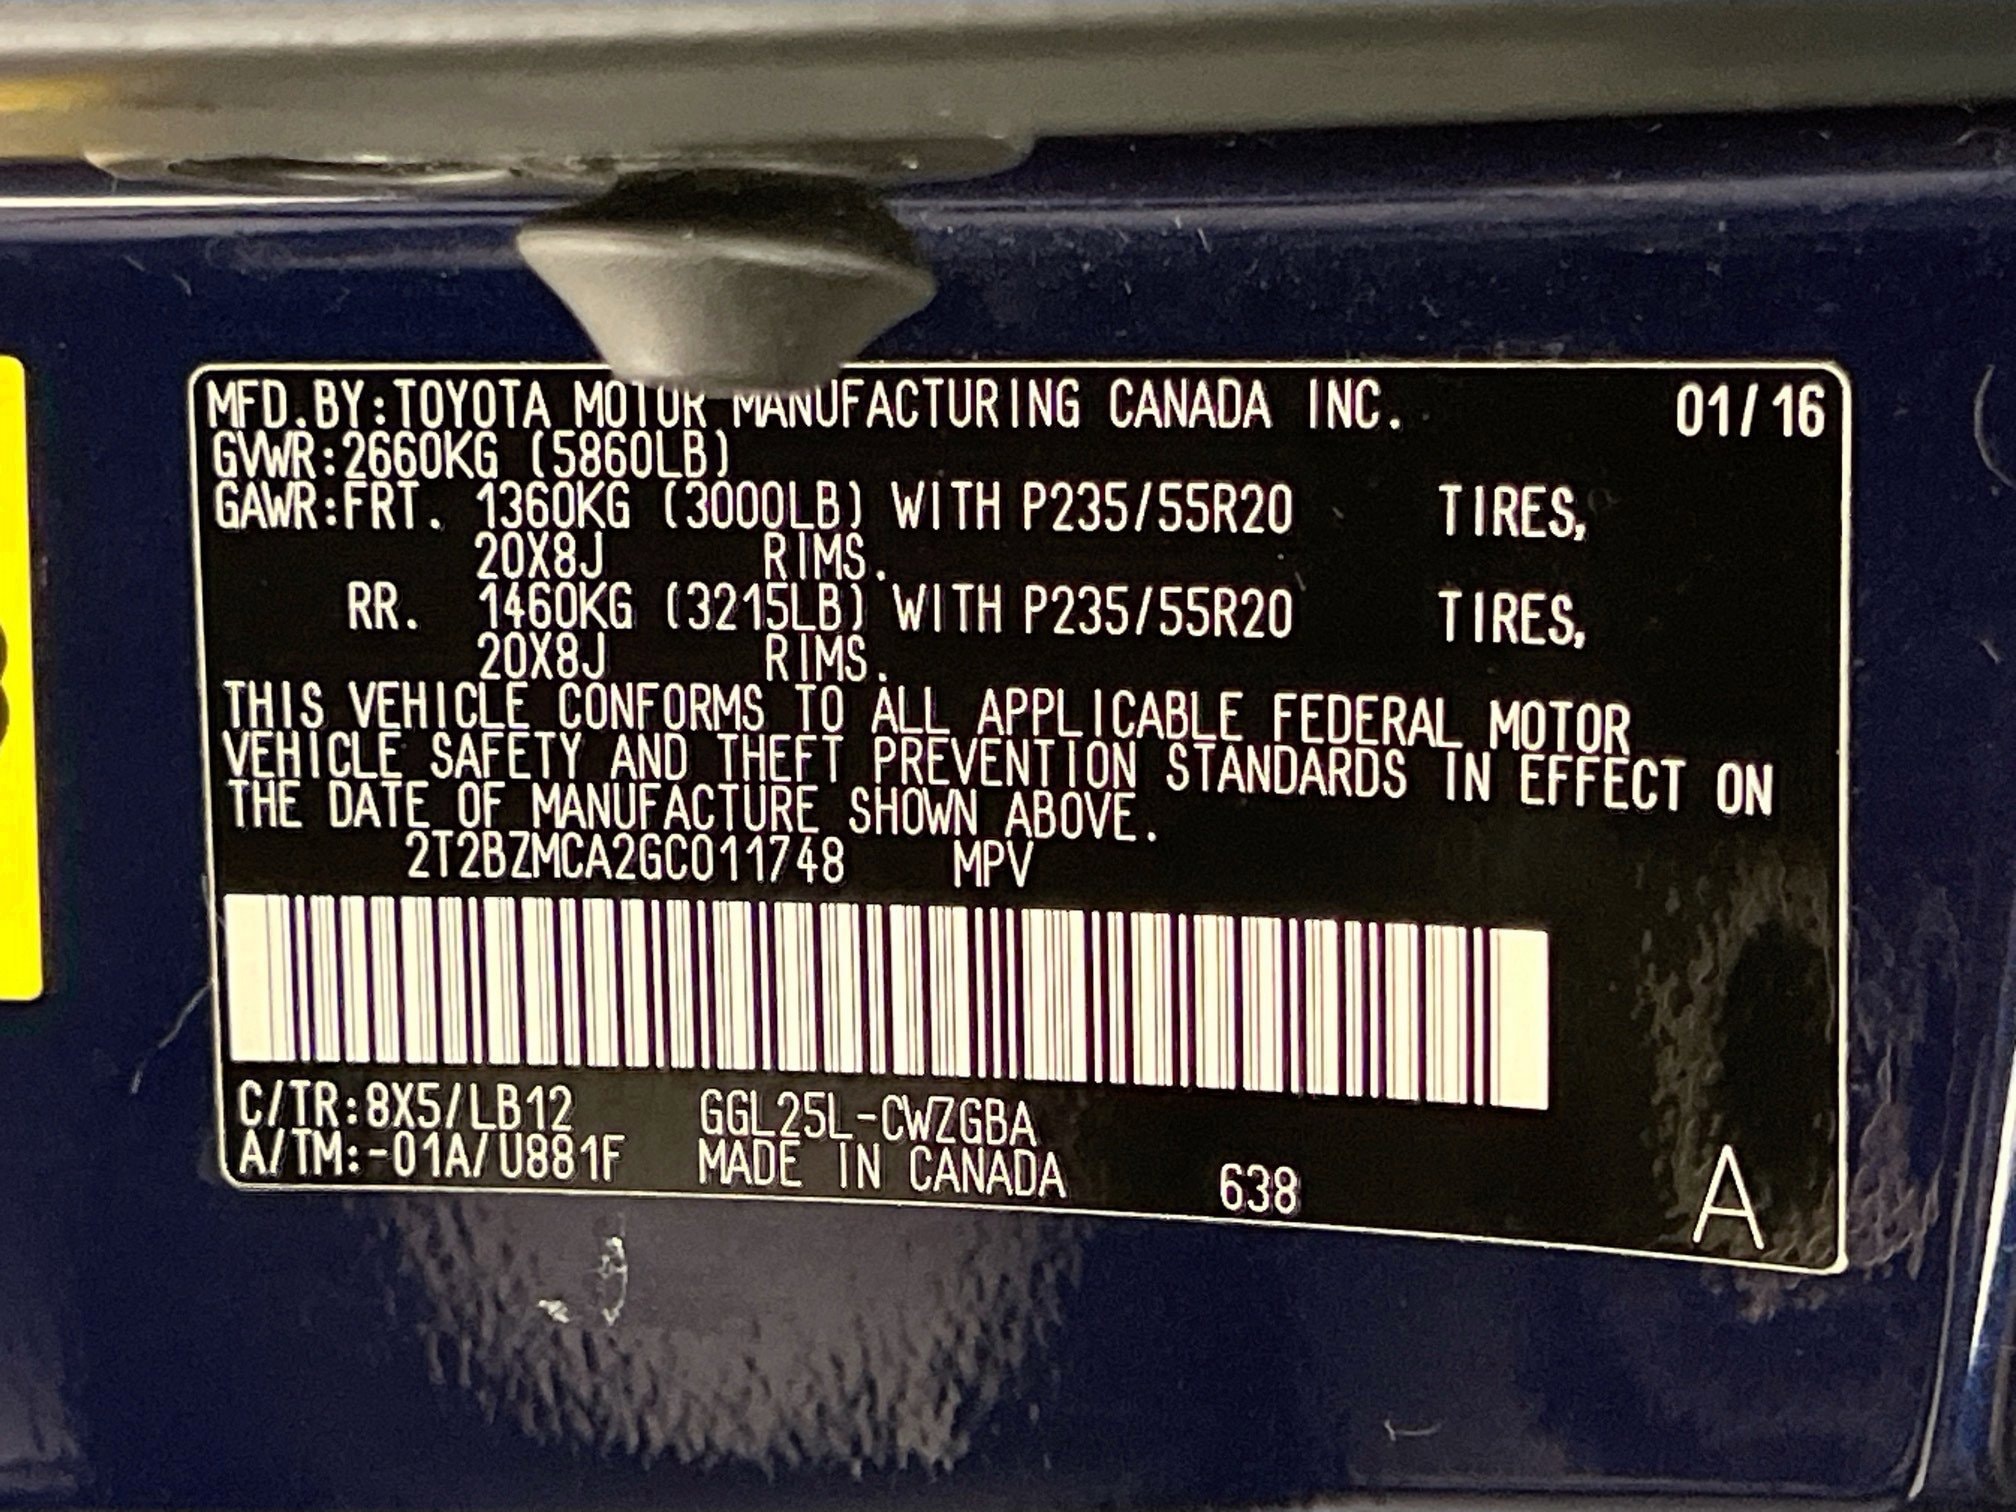 MFD.BY:TOYOTA MOTOR MANUFACTURING CANADA INC. 01/16
GVWR:2660KG (5860LB)
GAWR:FRT. 1360KG (3000LB) WITH P235/55R20 TIRES,
20X8J RIMS.
RR. 1460KG (3215LB) WITH P235/55R20 TIRES,
20X8J RIMS.
THIS VEHICLE CONFORMS TO ALL APPLICABLE FEDERAL MOTOR
VEHICLE SAFETY AND THEFT PREVENTION STANDARDS IN EFFECT ON
THE DATE OF MANUFACTURE SHOWN ABOVE.
2T2BZMCA2GC011748 MPV
C/TR:8X5/LB12 GGL25L-CWZGBA
A/TM:-01A/U881F MADE IN CANADA 638 A